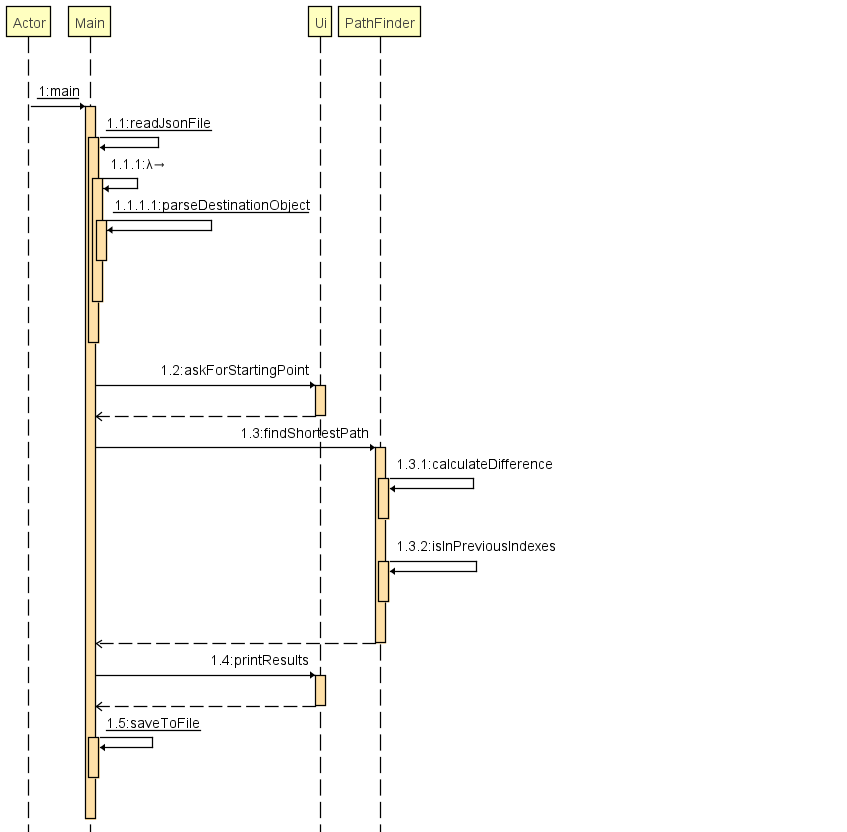 Actor Main Ui PathFinder
1:main
1.1:readJsonFile
1.1.1:λ→
1.1.1.1:parseDestinationObject
1.2:askForStartingPoint
1.3:findShortestPath
1.3.1:calculateDifference
1.3.2:isInPreviousIndexes
1.4:printResults
1.5:saveToFile